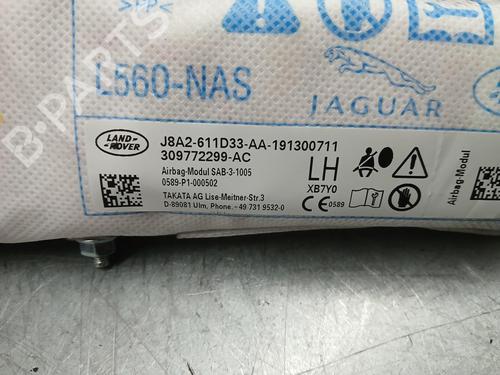 >PP<
L560-NAS
JAGUAR
B-PARTS
LAND-
ROVER
J8A2-611D33-AA-191300711
309772299-AC
Airbag-Modul SAB-3-1005
0589-P1-000502
TAKATA AG Lise-Meitner-Str.3
D-89081 Ulm, Phone.+49 731 9532-0
LH
XB7Y0
CE 0589
Airbag-Modul